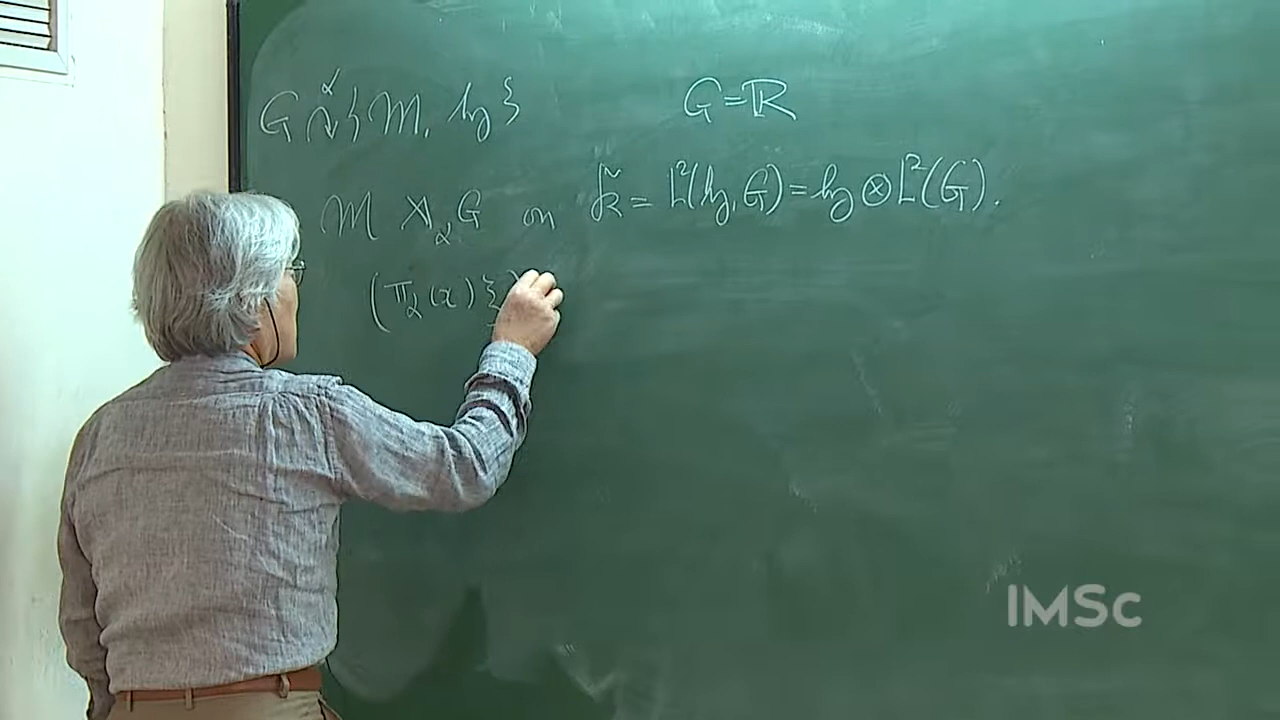 G ↷^α {M, 𝔥}    G = ℝ
M ⋊_α G on 𝔎̃ = L²(𝔥, G) = 𝔥 ⊗ L²(G).
(π_α(x)ξ)
IMSc